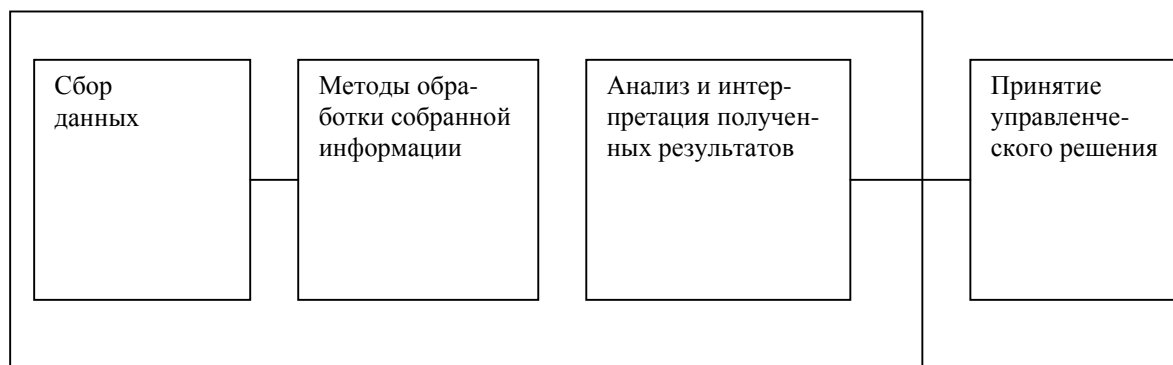 Сбор
данных
Методы обра-
ботки собранной
информации
Анализ и интер-
претация получен-
ных результатов
Принятие
управленче-
ского решения